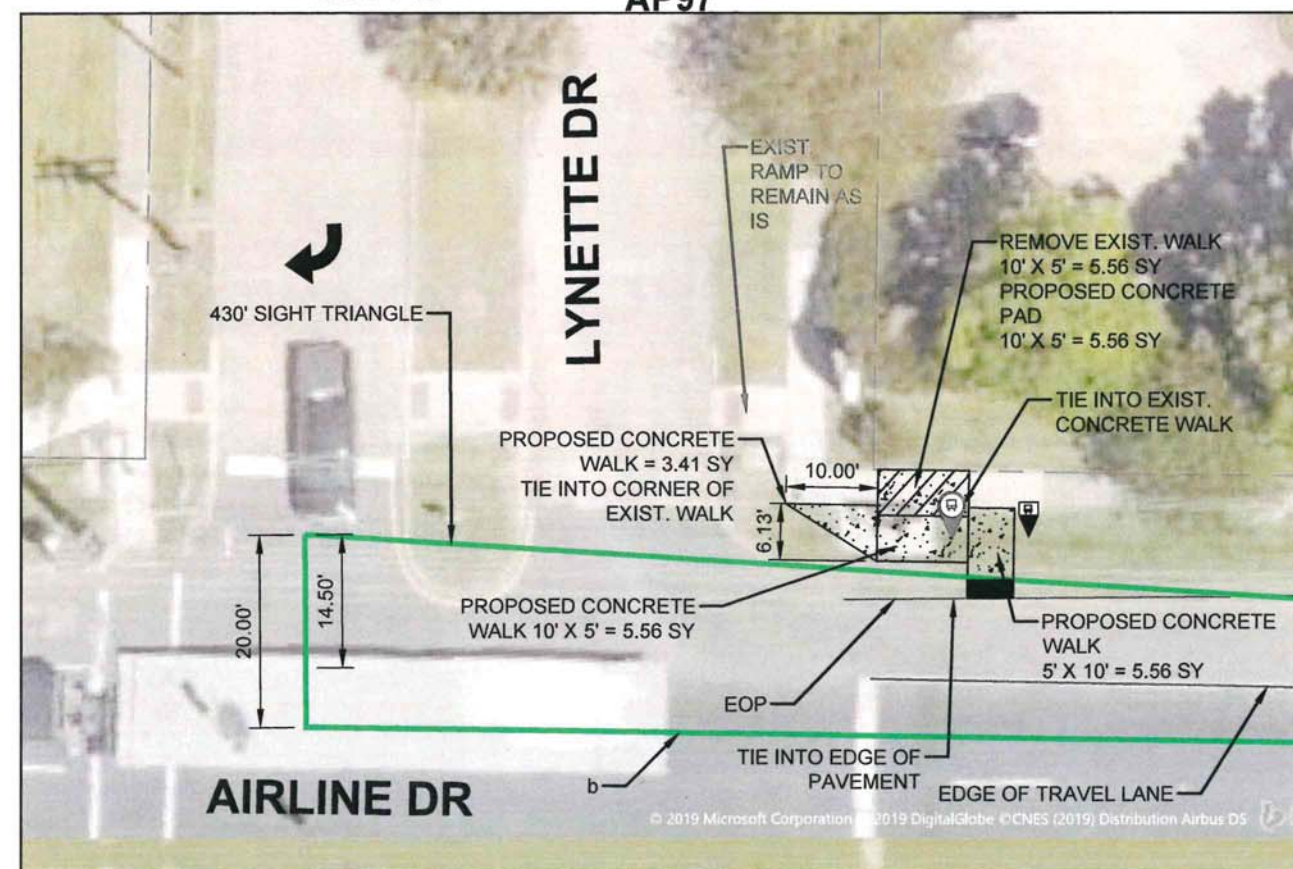 AP97
LYNETTE DR
EXIST.
RAMP TO
REMAIN AS
IS
REMOVE EXIST. WALK
10' X 5' = 5.56 SY
PROPOSED CONCRETE
PAD
10' X 5' = 5.56 SY
430' SIGHT TRIANGLE
TIE INTO EXIST.
CONCRETE WALK
PROPOSED CONCRETE
WALK = 3.41 SY
TIE INTO CORNER OF
EXIST. WALK
10.00'
6.13'
20.00'
14.50'
PROPOSED CONCRETE
WALK 10' X 5' = 5.56 SY
PROPOSED CONCRETE
WALK
5' X 10' = 5.56 SY
EOP
TIE INTO EDGE OF
PAVEMENT
b
EDGE OF TRAVEL LANE
AIRLINE DR
© 2019 Microsoft Corporation © 2019 DigitalGlobe ©CNES (2019) Distribution Airbus DS